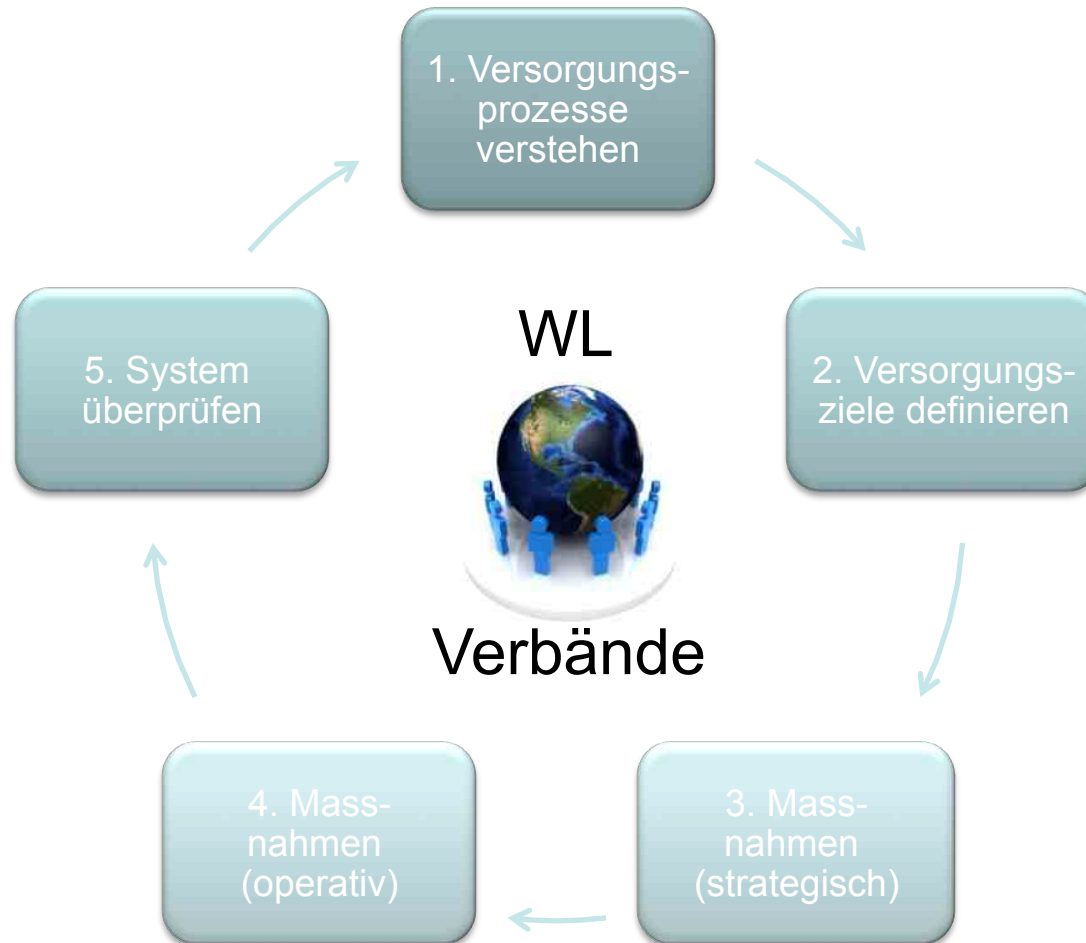 1. Versorgungs-
prozesse
verstehen
WL
5. System
überprüfen
2. Versorgungs-
ziele definieren
Verbände
4. Mass-
nahmen
(operativ)
3. Mass-
nahmen
(strategisch)